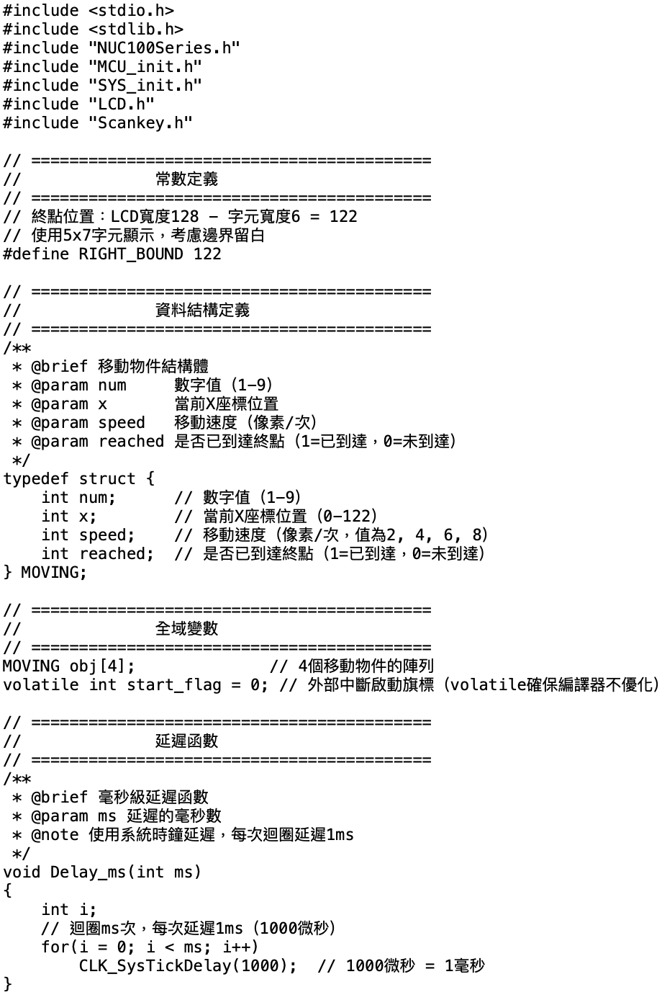 #include <stdio.h>
#include <stdlib.h>
#include "NUC100Series.h"
#include "MCU_init.h"
#include "SYS_init.h"
#include "LCD.h"
#include "Scankey.h"

// ==========================================
//              常數定義
// ==========================================
// 終點位置：LCD寬度128 - 字元寬度6 = 122
// 使用5x7字元顯示，考慮邊界留白
#define RIGHT_BOUND 122

// ==========================================
//              資料結構定義
// ==========================================
/**
 * @brief 移動物件結構體
 * @param num     數字值 (1-9)
 * @param x       當前X座標位置
 * @param speed   移動速度 (像素/次)
 * @param reached 是否已到達終點 (1=已到達，0=未到達)
 */
typedef struct {
    int num;      // 數字值 (1-9)
    int x;        // 當前X座標位置 (0-122)
    int speed;    // 移動速度 (像素/次，值為2, 4, 6, 8)
    int reached;  // 是否已到達終點 (1=已到達，0=未到達)
} MOVING;

// ==========================================
//              全域變數
// ==========================================
MOVING obj[4];              // 4個移動物件的陣列
volatile int start_flag = 0; // 外部中斷啟動旗標 (volatile確保編譯器不優化)

// ==========================================
//              延遲函數
// ==========================================
/**
 * @brief 毫秒級延遲函數
 * @param ms 延遲的毫秒數
 * @note 使用系統時鐘延遲，每次迴圈延遲1ms
 */
void Delay_ms(int ms)
{
    int i;
    // 迴圈ms次，每次延遲1ms (1000微秒)
    for(i = 0; i < ms; i++)
        CLK_SysTickDelay(1000);  // 1000微秒 = 1毫秒
}